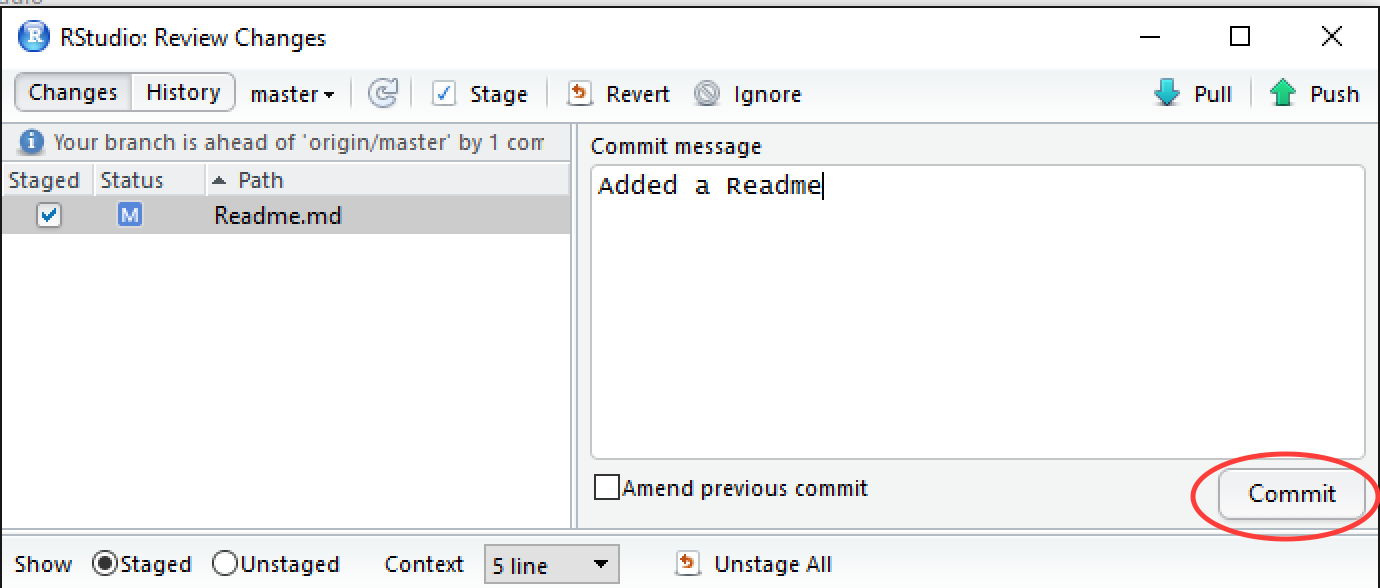 RStudio: Review Changes
Changes History master Stage Revert Ignore Pull Push
Your branch is ahead of 'origin/master' by 1 com
Staged Status Path
M Readme.md
Commit message
Added a Readme
Amend previous commit
Commit
Show Staged Unstaged Context 5 line Unstage All